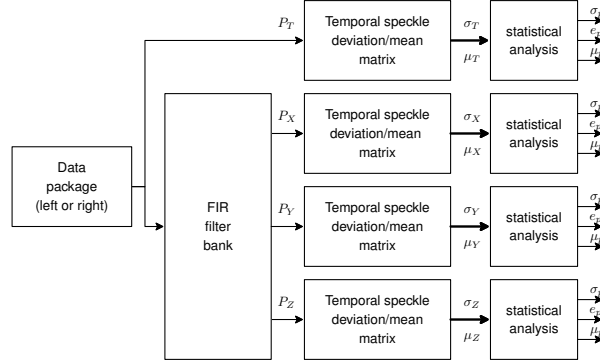 P_T
Temporal speckle
deviation/mean
matrix
σ_T
μ_T
statistical
analysis
P_X
Temporal speckle
deviation/mean
matrix
σ_X
μ_X
statistical
analysis
Data
package
(left or right)
FIR
filter
bank
P_Y
Temporal speckle
deviation/mean
matrix
σ_Y
μ_Y
statistical
analysis
P_Z
Temporal speckle
deviation/mean
matrix
σ_Z
μ_Z
statistical
analysis